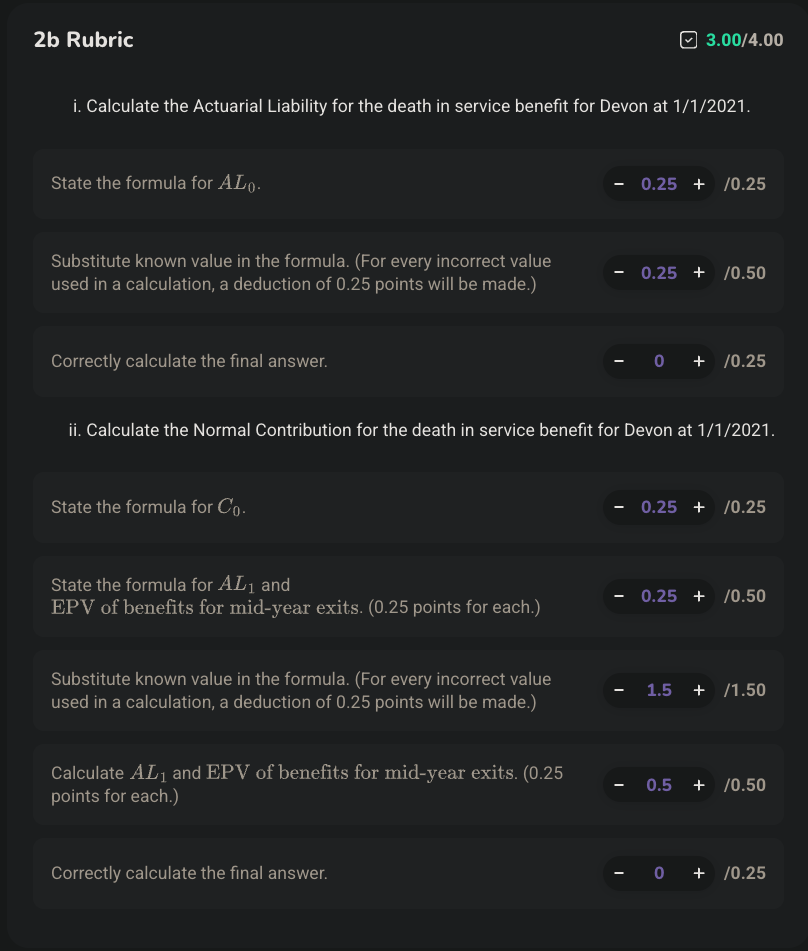 2b Rubric
3.00/4.00
i. Calculate the Actuarial Liability for the death in service benefit for Devon at 1/1/2021.
State the formula for AL₀.
− 0.25 + /0.25
Substitute known value in the formula. (For every incorrect value
used in a calculation, a deduction of 0.25 points will be made.)
− 0.25 + /0.50
Correctly calculate the final answer.
− 0 + /0.25
ii. Calculate the Normal Contribution for the death in service benefit for Devon at 1/1/2021.
State the formula for C₀.
− 0.25 + /0.25
State the formula for AL₁ and
EPV of benefits for mid-year exits. (0.25 points for each.)
− 0.25 + /0.50
Substitute known value in the formula. (For every incorrect value
used in a calculation, a deduction of 0.25 points will be made.)
− 1.5 + /1.50
Calculate AL₁ and EPV of benefits for mid-year exits. (0.25
points for each.)
− 0.5 + /0.50
Correctly calculate the final answer.
− 0 + /0.25